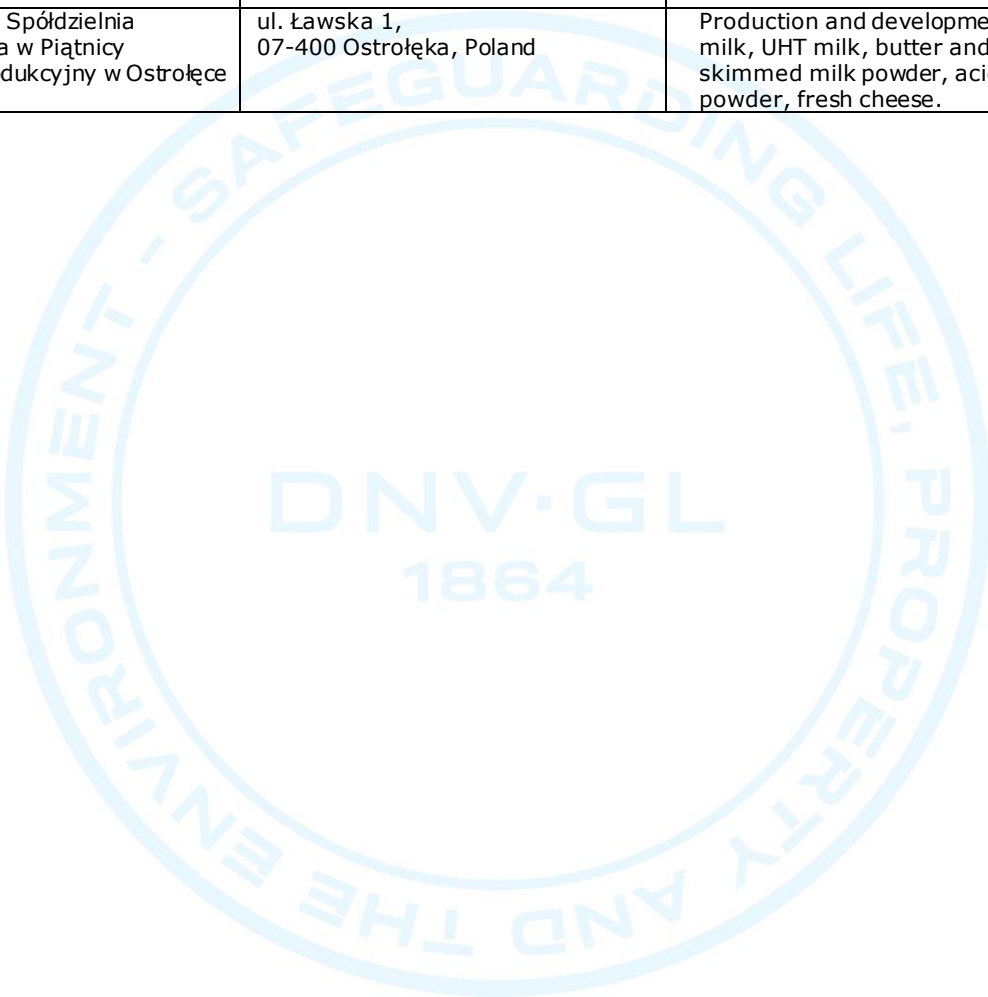 Spółdzielnia
a w Piątnicy
odukcyjny w Ostrołęce
ul. Ławska 1,
07-400 Ostrołęka, Poland
Production and developme
milk, UHT milk, butter and
skimmed milk powder, aci
powder, fresh cheese.
SAFEGUARDING LIFE, PROPERTY AND THE ENVIRONMENT -
DNV·GL
1864